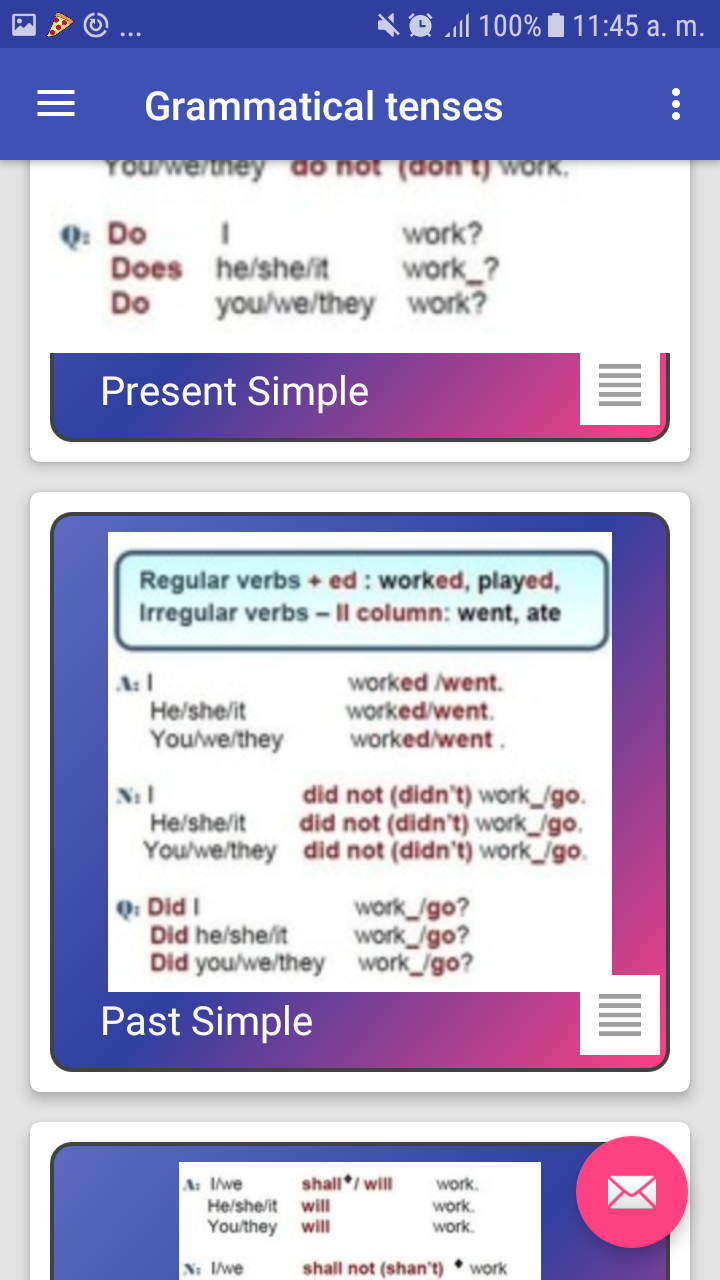 ... 100% 11:45 a. m.
Grammatical tenses
You/we/they do not (don't) work.
Q: Do I work?
Does he/she/it work_?
Do you/we/they work?
Present Simple
Regular verbs + ed : worked, played,
Irregular verbs – II column: went, ate
A: I worked /went.
He/she/it worked/went.
You/we/they worked/went .
N: I did not (didn't) work_/go.
He/she/it did not (didn't) work_/go.
You/we/they did not (didn't) work_/go.
Q: Did I work_/go?
Did he/she/it work_/go?
Did you/we/they work_/go?
Past Simple
A: I/we shall♦/ will work.
He/she/it will work.
You/they will work.
N: I/we shall not (shan't) ♦ work